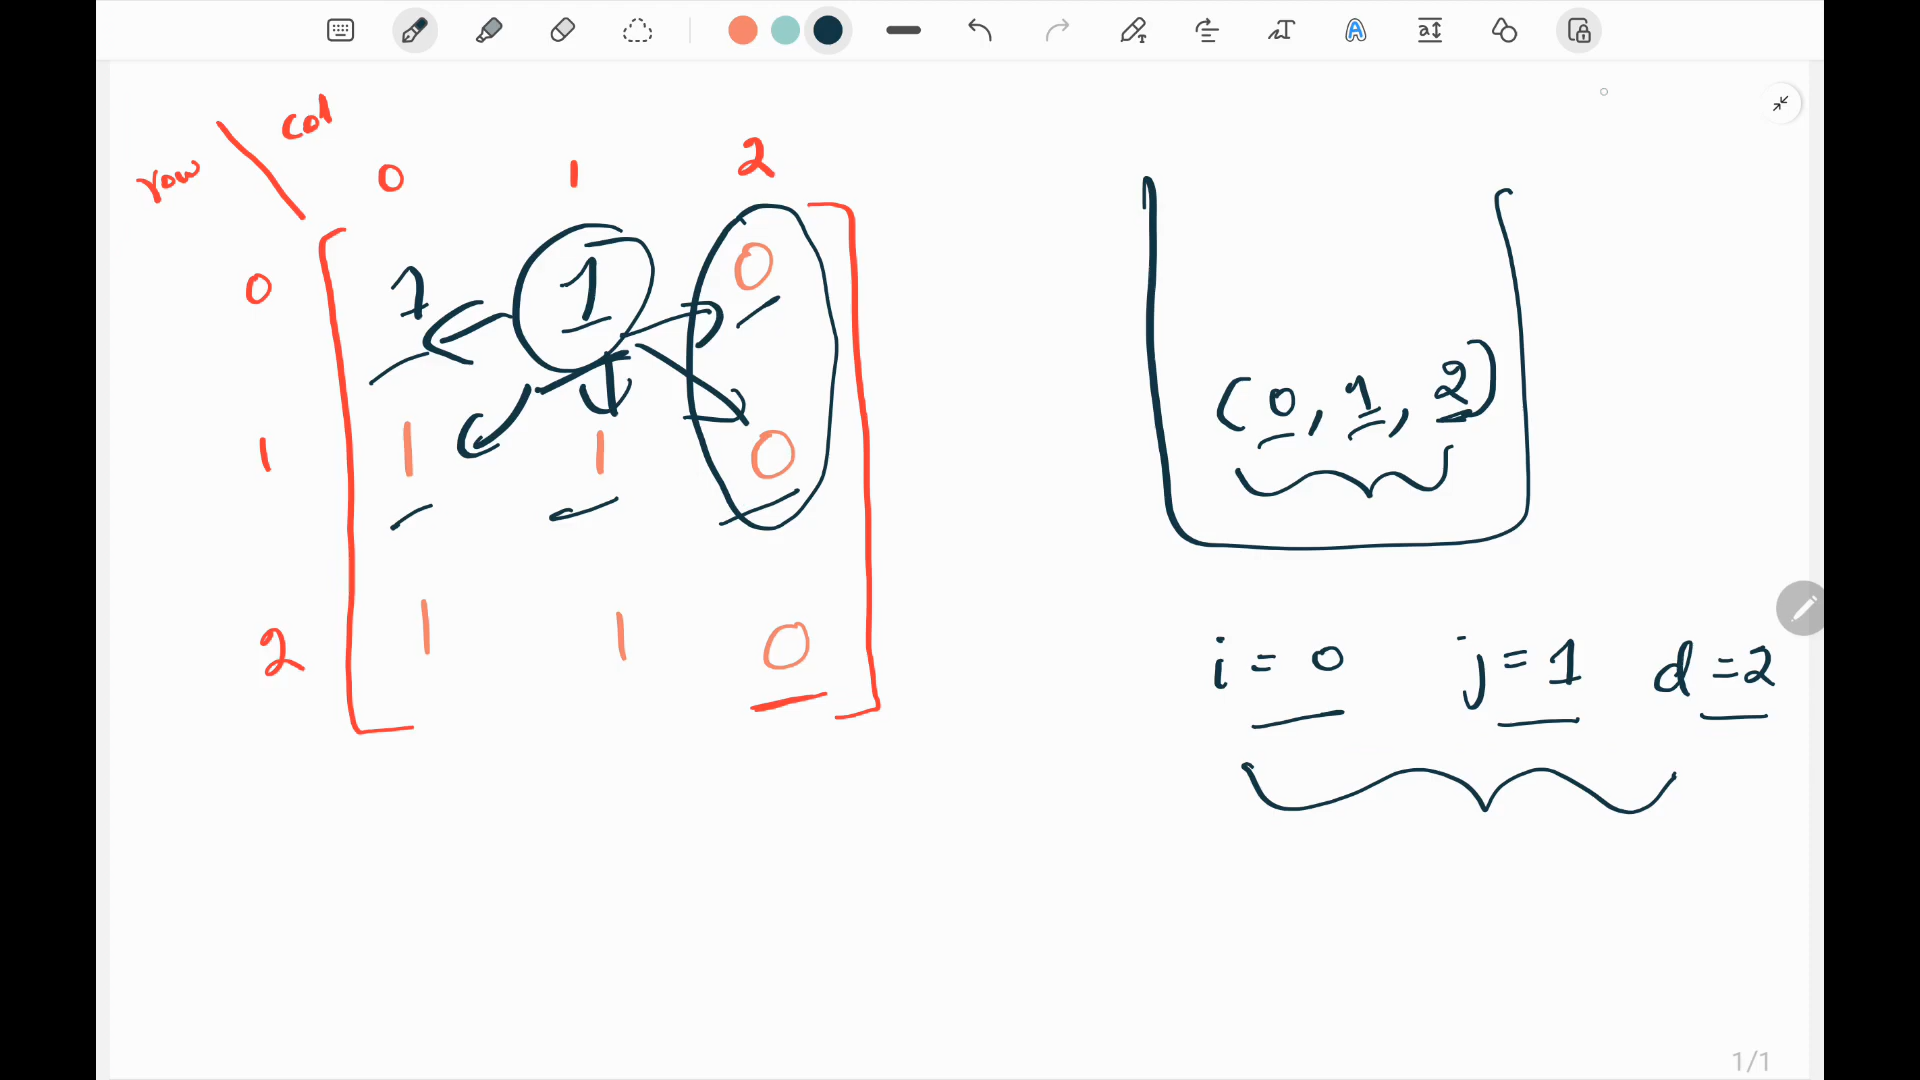 row col
0 1 2
0 1 1 0
1 1 1 0
2 1 1 0
(0, 1, 2)
i = 0 j = 1 d = 2
1/1